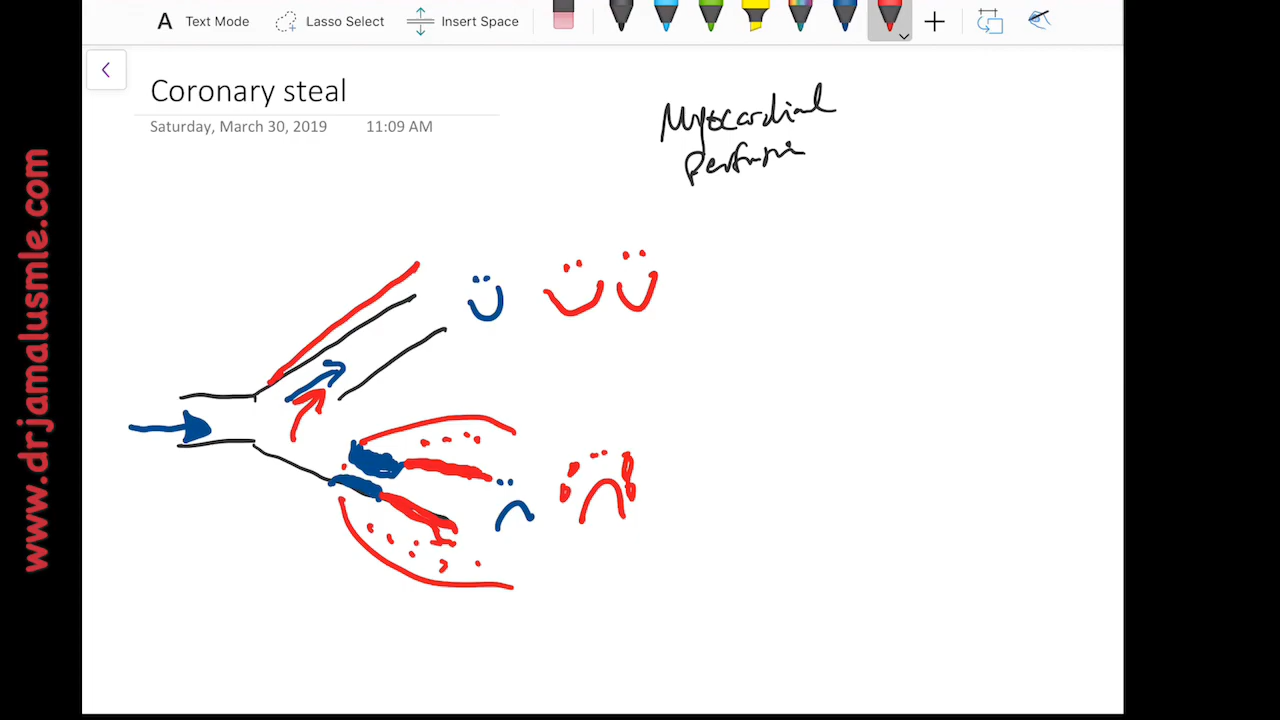 Text Mode
Lasso Select
Insert Space
Coronary steal
Saturday, March 30, 2019 11:09 AM
Myocardial
www.drjamalusmle.com